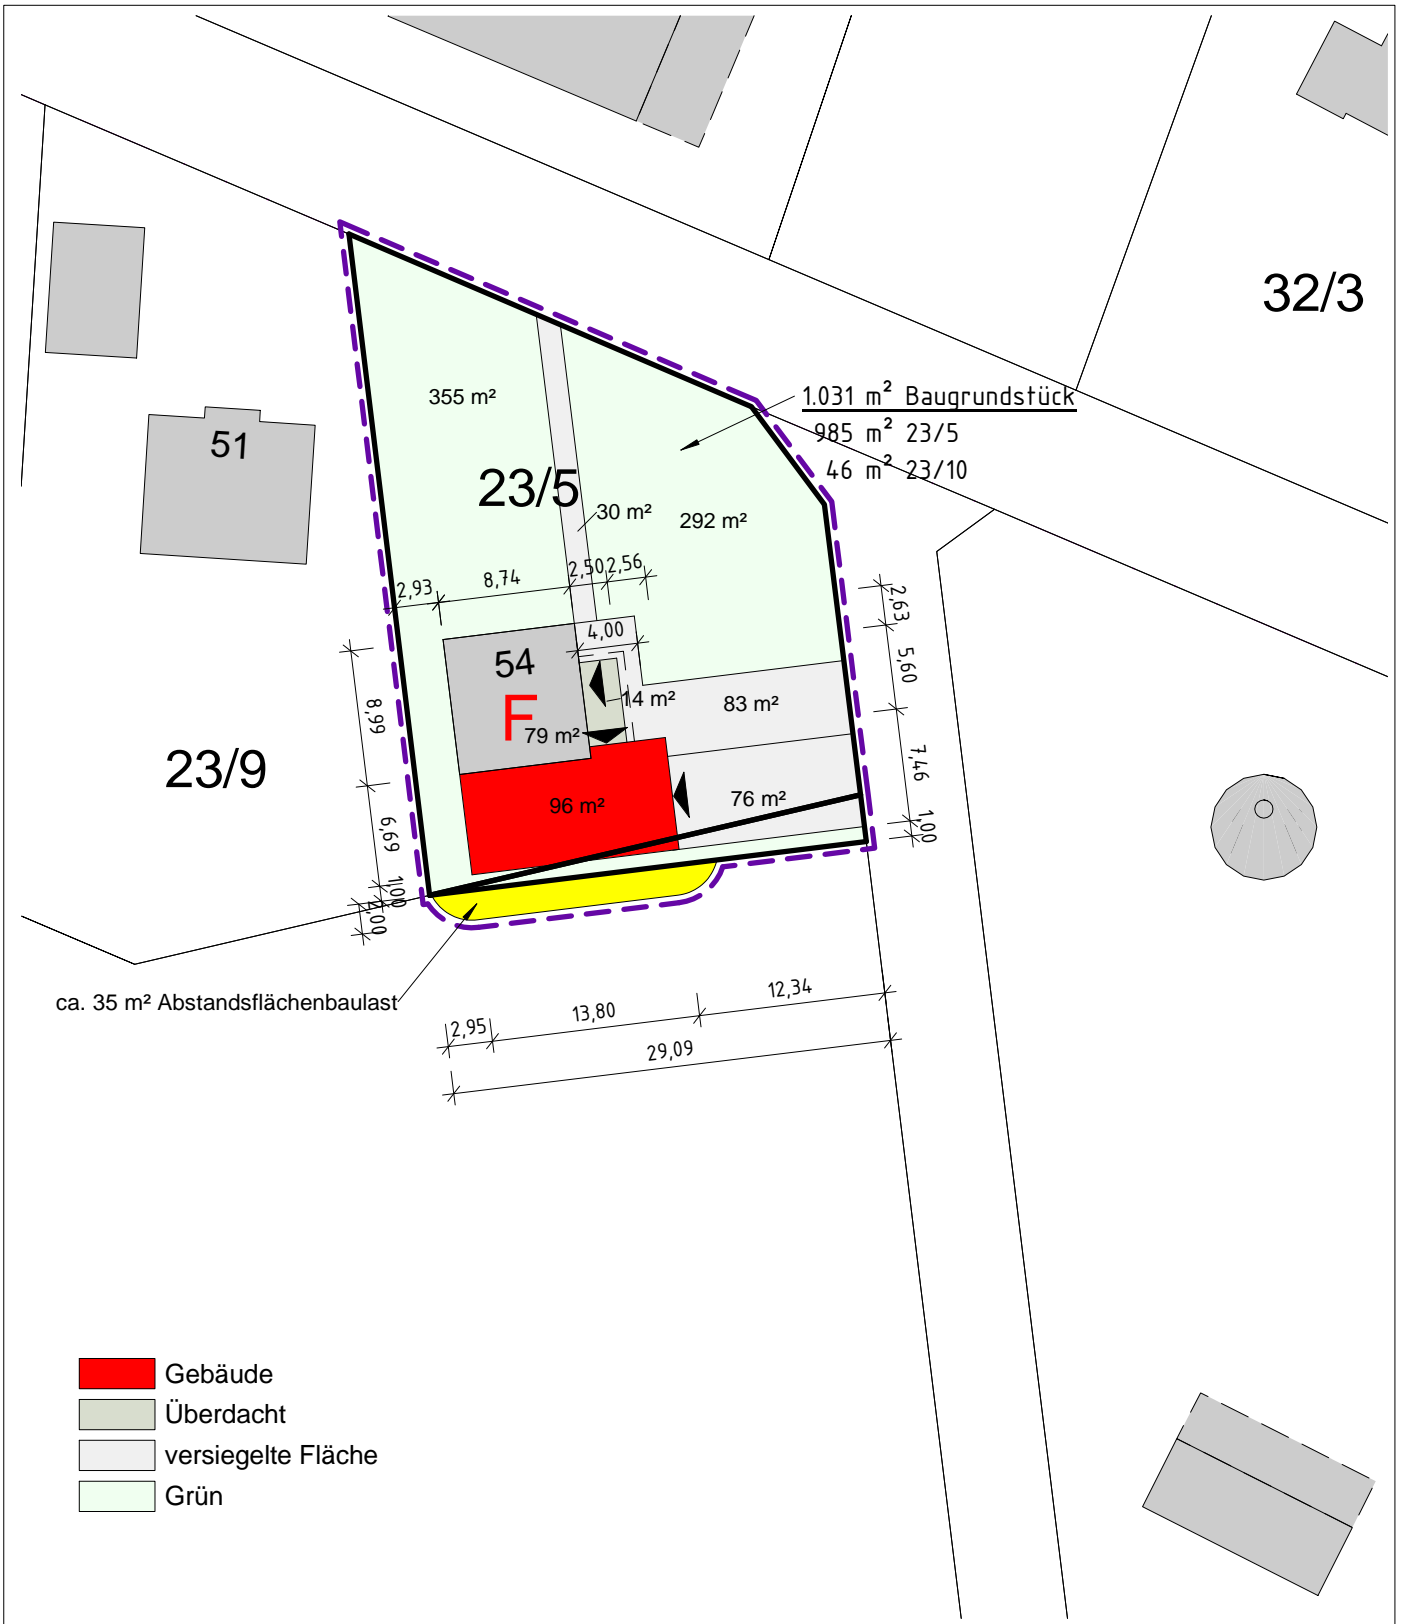 32/3
355 m²
1.031 m² Baugrundstück
985 m² 23/5
46 m² 23/10
51
23/5
30 m²
292 m²
2,93
8,74
2,50
2,56
2,63
4,00
5,60
54
F
14 m²
83 m²
79 m²
8,99
23/9
7,46
96 m²
76 m²
6,69
1,00
1,00
2,00
ca. 35 m² Abstandsflächenbaulast
2,95
13,80
12,34
29,09
Gebäude
Überdacht
versiegelte Fläche
Grün